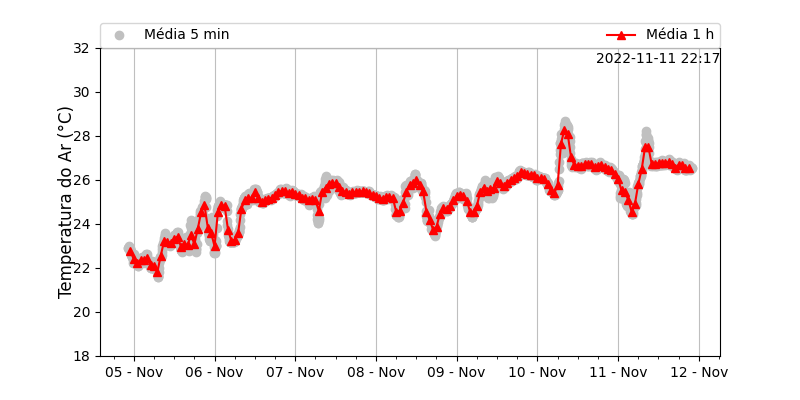 Média 5 min
Média 1 h
2022-11-11 22:17
Temperatura do Ar (°C)
32
30
28
26
24
22
20
18
05 - Nov
06 - Nov
07 - Nov
08 - Nov
09 - Nov
10 - Nov
11 - Nov
12 - Nov